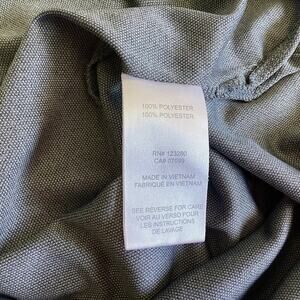 100% POLYESTER
100% POLYESTER
RN# 123280
CA# 07699
MADE IN VIETNAM
FABRIQUÉ EN VIETNAM
SEE REVERSE FOR CARE
VOIR AU VERSO POUR
LES INSTRUCTIONS
DE LAVAGE